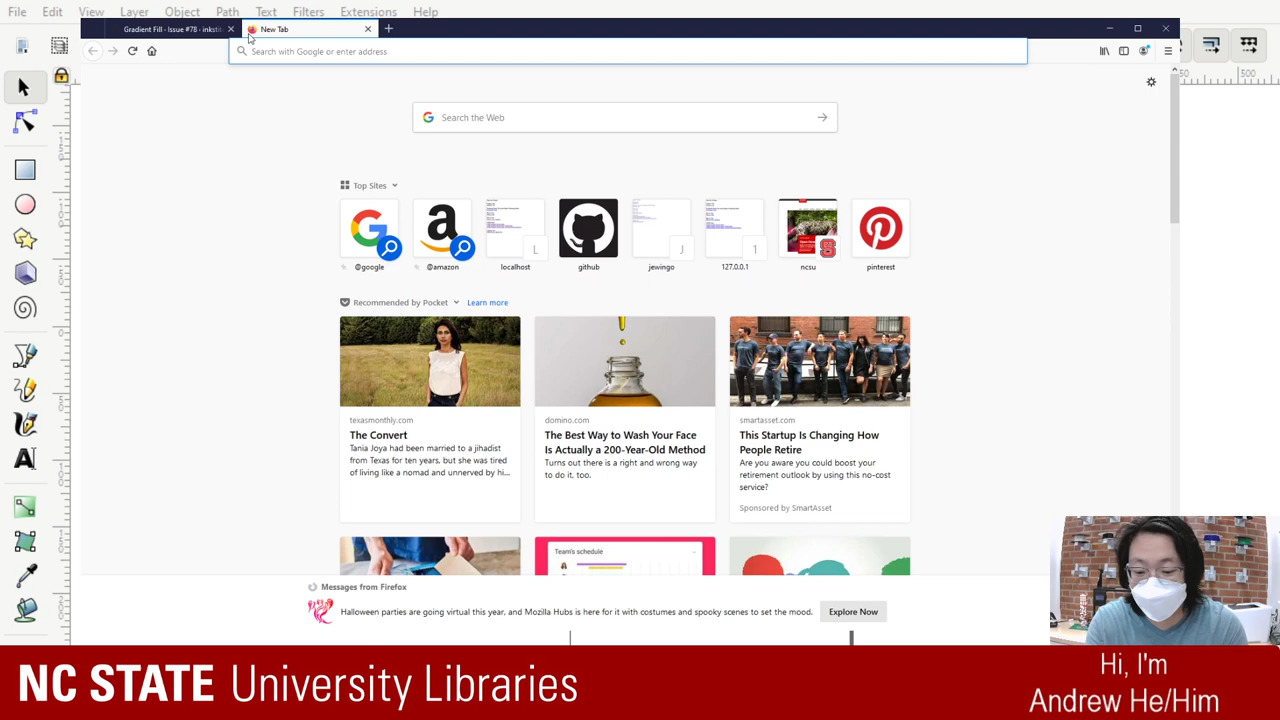 File Edit View Layer Object Path Text Filters Extensions Help
Gradient Fill - Issue #78 - inkstit
New Tab
Search with Google or enter address
Search the Web
Top Sites
L J 1
@google @amazon localhost github jewingo 127.0.0.1 ncsu pinterest
Recommended by Pocket Learn more
texasmonthly.com
The Convert
Tania Joya had been married to a jihadist
from Texas for ten years, but she was tired
of living like a nomad and unnerved by hi...
domino.com
The Best Way to Wash Your Face
Is Actually a 200-Year-Old Method
Turns out there is a right and wrong way
to do it, too.
smartasset.com
This Startup Is Changing How
People Retire
Are you aware you could boost your
retirement outlook by using this no-cost
service?
Sponsored by SmartAsset
Team's schedule
Messages from Firefox
Halloween parties are going virtual this year, and Mozilla Hubs is here for it with costumes and spooky scenes to set the mood.
Explore Now
500
NC STATE University Libraries
Hi, I'm
Andrew He/Him